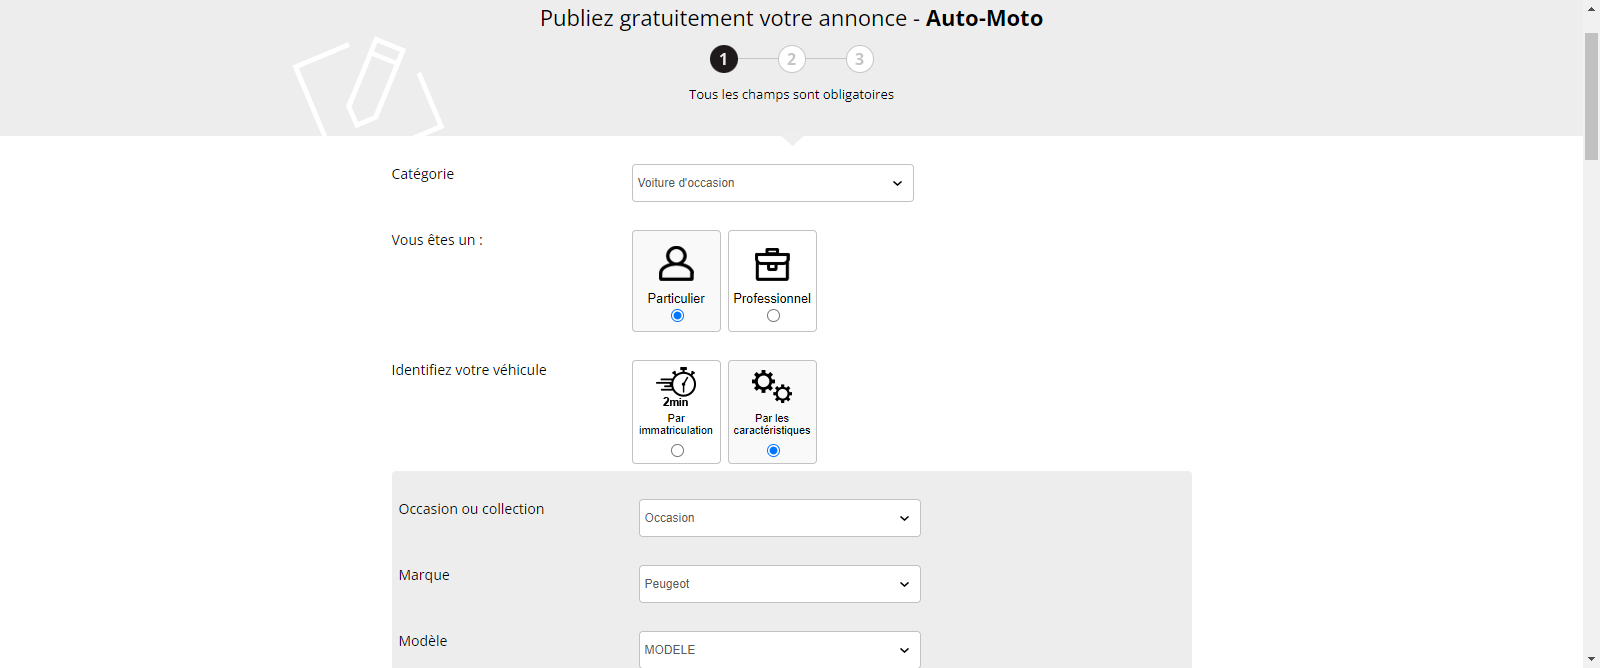 Publiez gratuitement votre annonce - Auto-Moto
1 2 3
Tous les champs sont obligatoires
Catégorie
Voiture d'occasion
Vous êtes un :
Particulier
Professionnel
Identifiez votre véhicule
2min
Par
immatriculation
Par les
caractéristiques
Occasion ou collection
Occasion
Marque
Peugeot
Modèle
MODELE